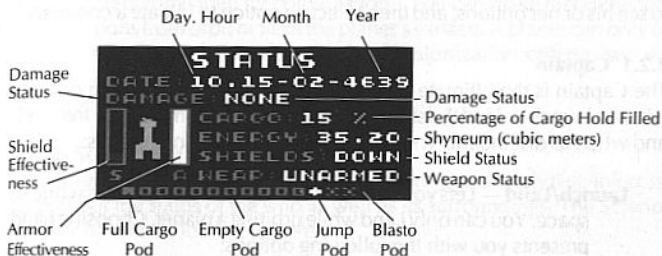 Day. Hour Month Year
STATUS
DATE: 10.15-02-4639
DAMAGE: NONE
CARGO: 15 %
ENERGY: 35.20
SHIELDS: DOWN
WEAP: UNARMED
S A
Damage Status
Shield Effective-
ness
Armor Effectiveness
Damage Status
Percentage of Cargo Hold Filled
Shyneum (cubic meters)
Shield Status
Weapon Status
Full Cargo Pod
Empty Cargo Pod
Jump Pod
Blasto Pod